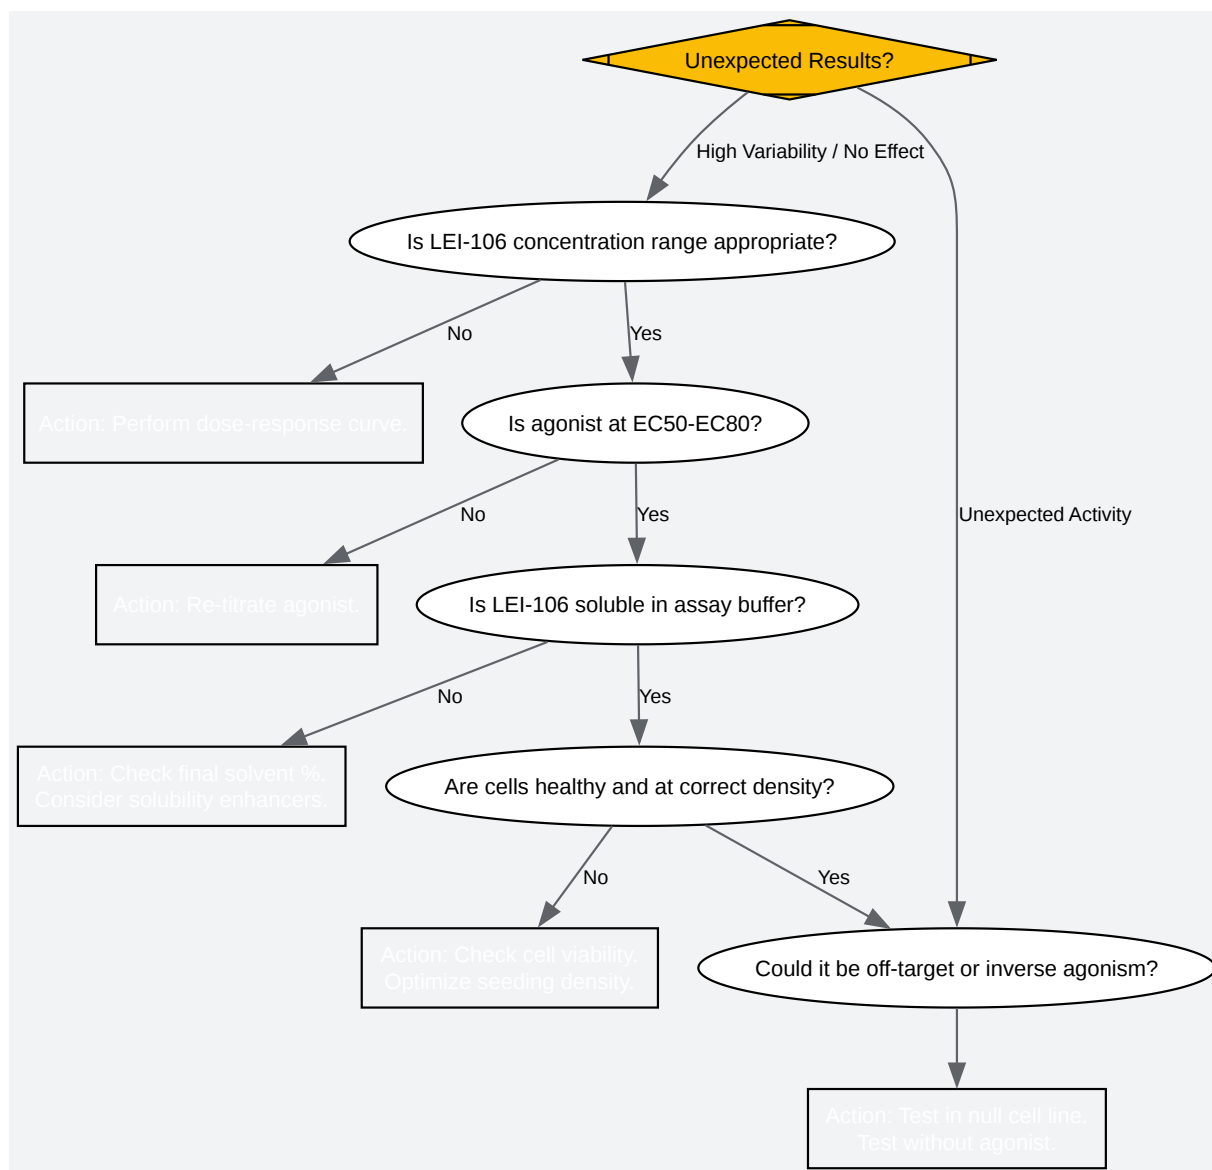 Unexpected Results?
High Variability / No Effect
Is LEI-106 concentration range appropriate?
No
Yes
Action: Perform dose-response curve.
Is agonist at EC50-EC80?
No
Yes
Unexpected Activity
Action: Re-titrate agonist.
Is LEI-106 soluble in assay buffer?
No
Yes
Action: Check final solvent %.
Consider solubility enhancers.
Are cells healthy and at correct density?
No
Yes
Action: Check cell viability.
Optimize seeding density.
Could it be off-target or inverse agonism?
Action: Test in null cell line.
Test without agonist.